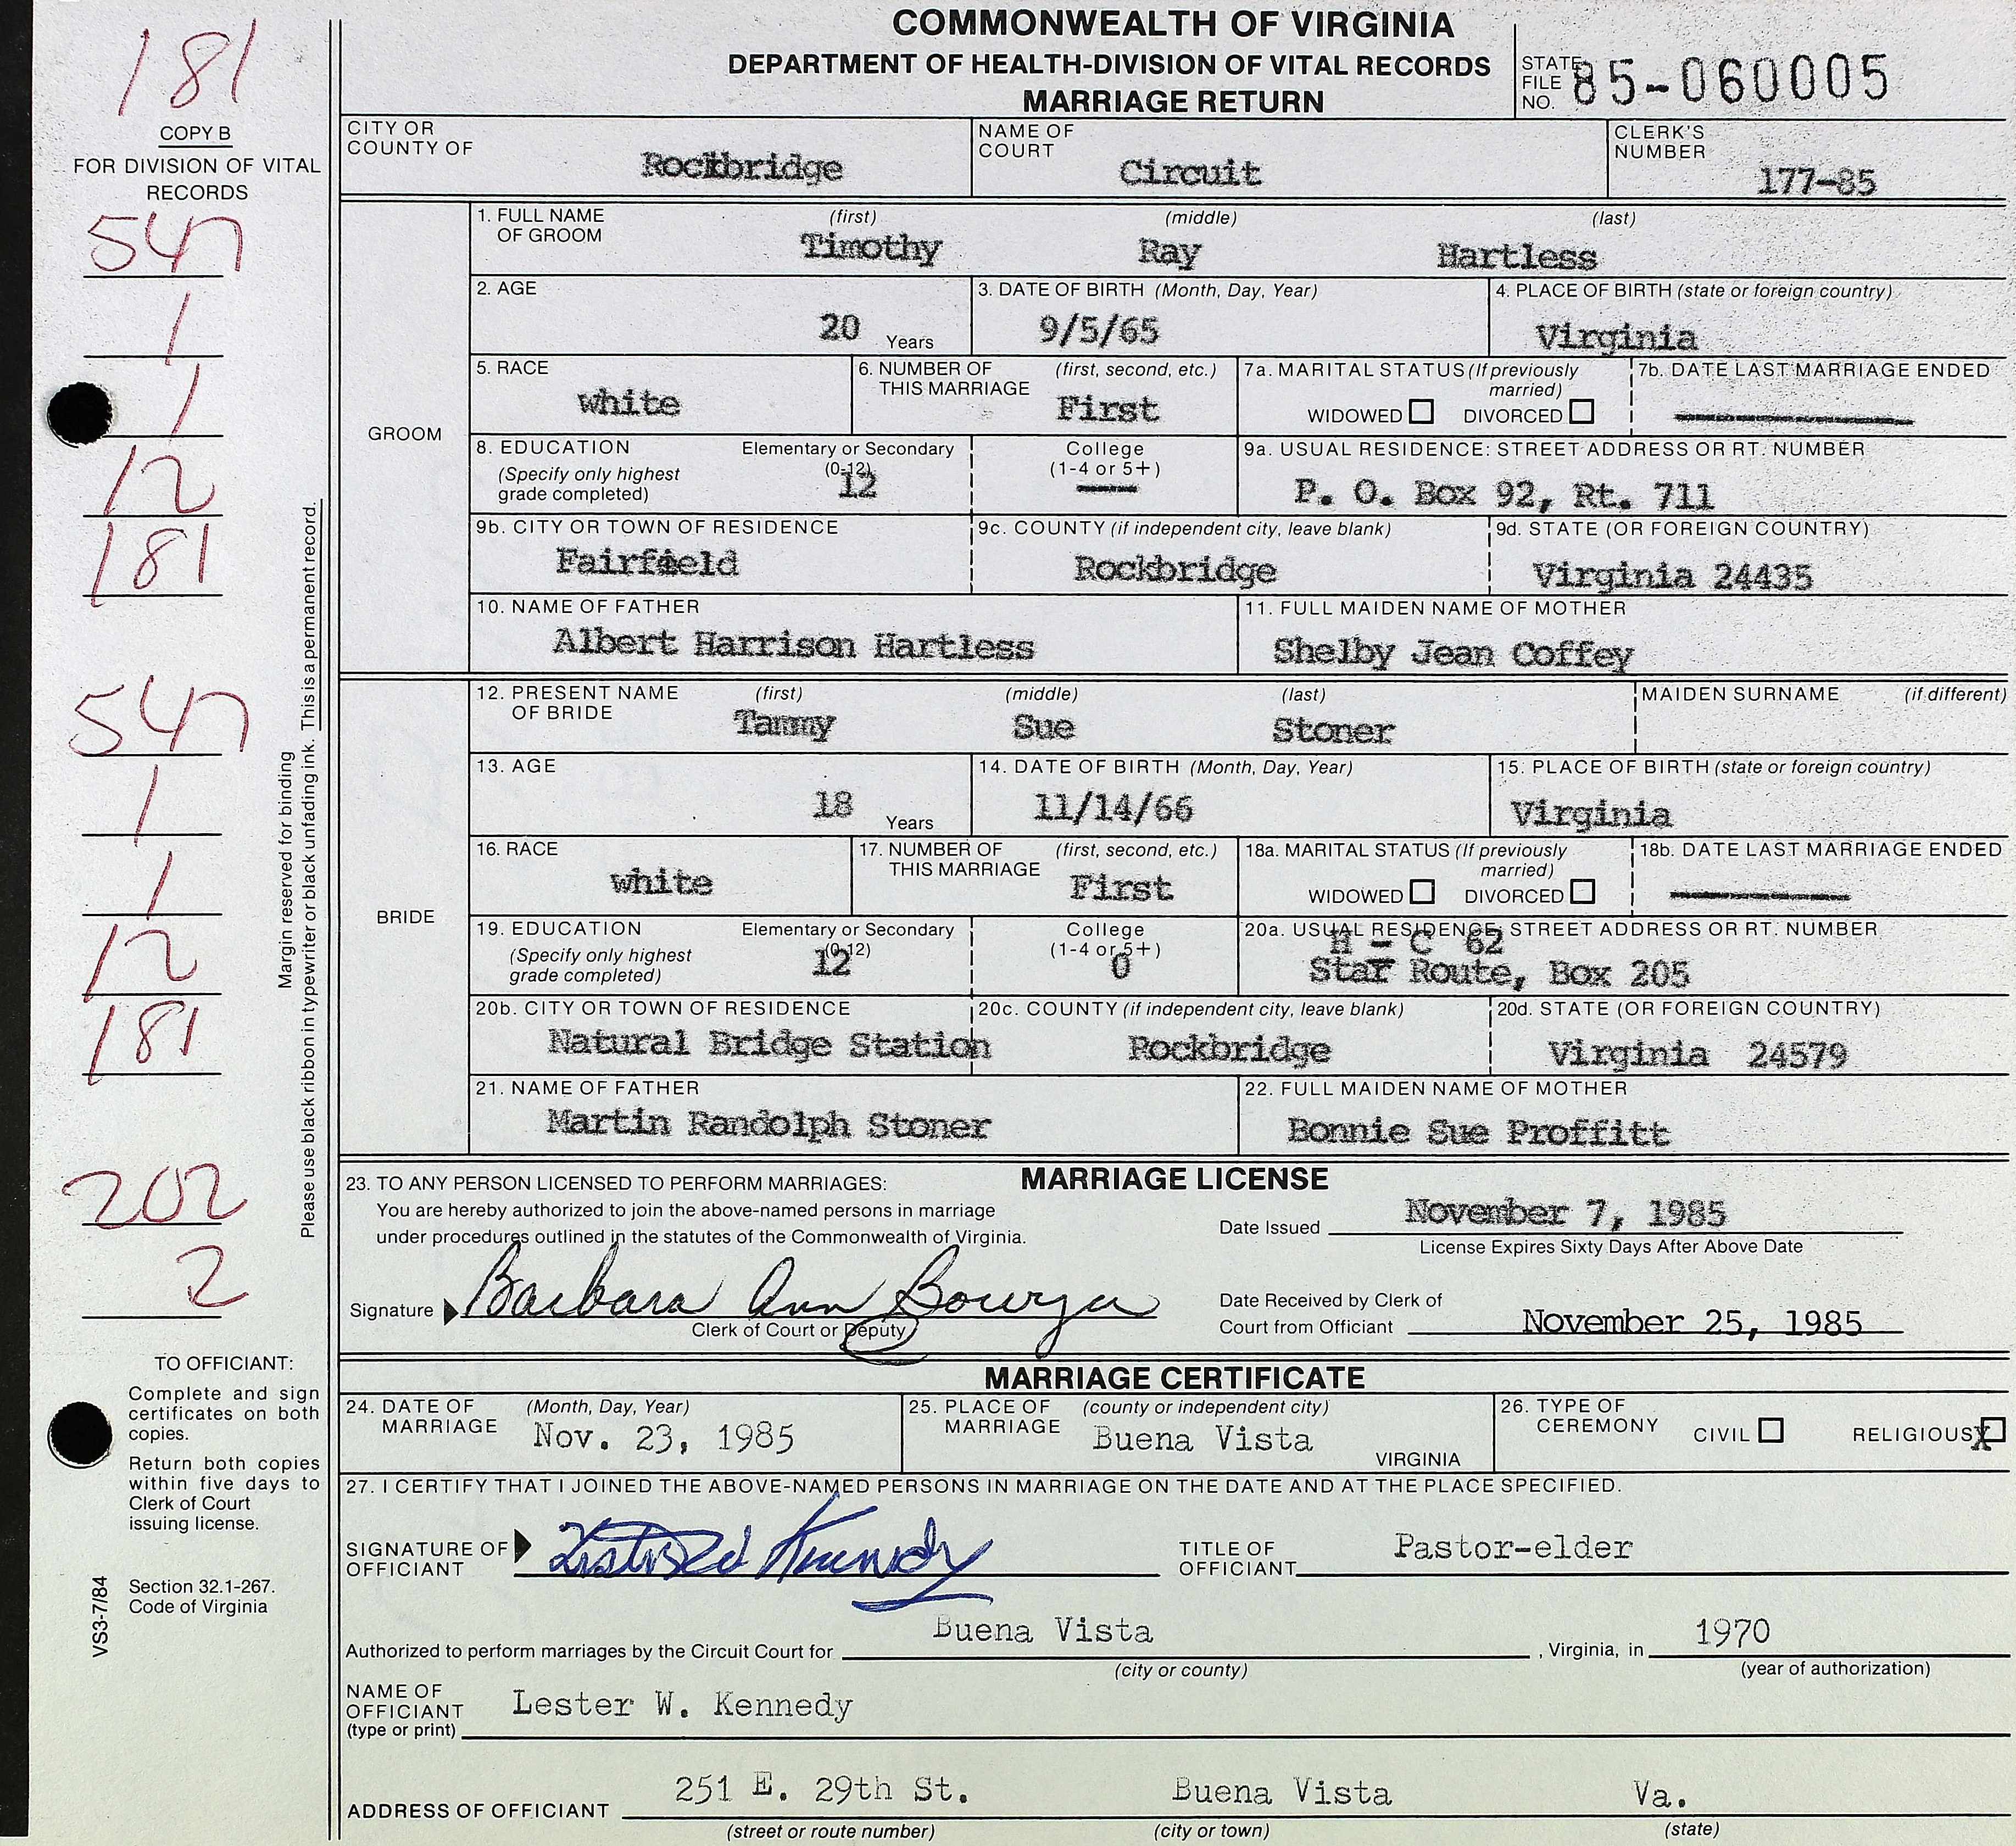 COMMONWEALTH OF VIRGINIA
DEPARTMENT OF HEALTH-DIVISION OF VITAL RECORDS
MARRIAGE RETURN
STATE FILE NO. 85-060005
181
COPY B
FOR DIVISION OF VITAL RECORDS
547
1
1
12
181
547
1
1
12
181
202
2
Margin reserved for binding
Please use black ribbon in typewriter or black unfading ink. This is a permanent record.
TO OFFICIANT:
Complete and sign
certificates on both
copies.
Return both copies
within five days to
Clerk of Court
issuing license.
Section 32.1-267.
Code of Virginia
VS3-7/84
CITY OR COUNTY OF Rockbridge
NAME OF COURT Circuit
CLERK'S NUMBER 177-85
GROOM
1. FULL NAME OF GROOM (first) Timothy (middle) Ray (last) Hartless
2. AGE 20 Years
3. DATE OF BIRTH (Month, Day, Year) 9/5/65
4. PLACE OF BIRTH (state or foreign country) Virginia
5. RACE white
6. NUMBER OF THIS MARRIAGE (first, second, etc.) First
7a. MARITAL STATUS (If previously married) WIDOWED DIVORCED
7b. DATE LAST MARRIAGE ENDED
8. EDUCATION (Specify only highest grade completed) Elementary or Secondary (0-12) 12 College (1-4 or 5+)
9a. USUAL RESIDENCE: STREET ADDRESS OR RT. NUMBER P. O. Box 92, Rt. 711
9b. CITY OR TOWN OF RESIDENCE Fairfield
9c. COUNTY (if independent city, leave blank) Rockbridge
9d. STATE (OR FOREIGN COUNTRY) Virginia 24435
10. NAME OF FATHER Albert Harrison Hartless
11. FULL MAIDEN NAME OF MOTHER Shelby Jean Coffey
BRIDE
12. PRESENT NAME OF BRIDE (first) Tammy (middle) Sue (last) Stoner MAIDEN SURNAME (if different)
13. AGE 18 Years
14. DATE OF BIRTH (Month, Day, Year) 11/14/66
15. PLACE OF BIRTH (state or foreign country) Virginia
16. RACE white
17. NUMBER OF THIS MARRIAGE (first, second, etc.) First
18a. MARITAL STATUS (If previously married) WIDOWED DIVORCED
18b. DATE LAST MARRIAGE ENDED
19. EDUCATION (Specify only highest grade completed) Elementary or Secondary (0-12) 12 College (1-4 or 5+) 0
20a. USUAL RESIDENCE: STREET ADDRESS OR RT. NUMBER
H - C 62
Star Route, Box 205
20b. CITY OR TOWN OF RESIDENCE Natural Bridge Station
20c. COUNTY (if independent city, leave blank) Rockbridge
20d. STATE (OR FOREIGN COUNTRY) Virginia 24579
21. NAME OF FATHER Martin Randolph Stoner
22. FULL MAIDEN NAME OF MOTHER Bonnie Sue Proffitt
MARRIAGE LICENSE
23. TO ANY PERSON LICENSED TO PERFORM MARRIAGES:
You are hereby authorized to join the above-named persons in marriage
under procedures outlined in the statutes of the Commonwealth of Virginia.
Date Issued November 7, 1985
License Expires Sixty Days After Above Date
Signature Barbara Ann Bowyer
Clerk of Court or Deputy
Date Received by Clerk of Court from Officiant November 25, 1985
MARRIAGE CERTIFICATE
24. DATE OF MARRIAGE (Month, Day, Year) Nov. 23, 1985
25. PLACE OF MARRIAGE (county or independent city) Buena Vista VIRGINIA
26. TYPE OF CEREMONY CIVIL RELIGIOUS X
27. I CERTIFY THAT I JOINED THE ABOVE-NAMED PERSONS IN MARRIAGE ON THE DATE AND AT THE PLACE SPECIFIED.
SIGNATURE OF OFFICIANT Kennedy
TITLE OF OFFICIANT Pastor-elder
Authorized to perform marriages by the Circuit Court for Buena Vista , Virginia, in 1970
(city or county) (year of authorization)
NAME OF OFFICIANT (type or print) Lester W. Kennedy
ADDRESS OF OFFICIANT 251 E. 29th St. Buena Vista Va.
(street or route number) (city or town) (state)